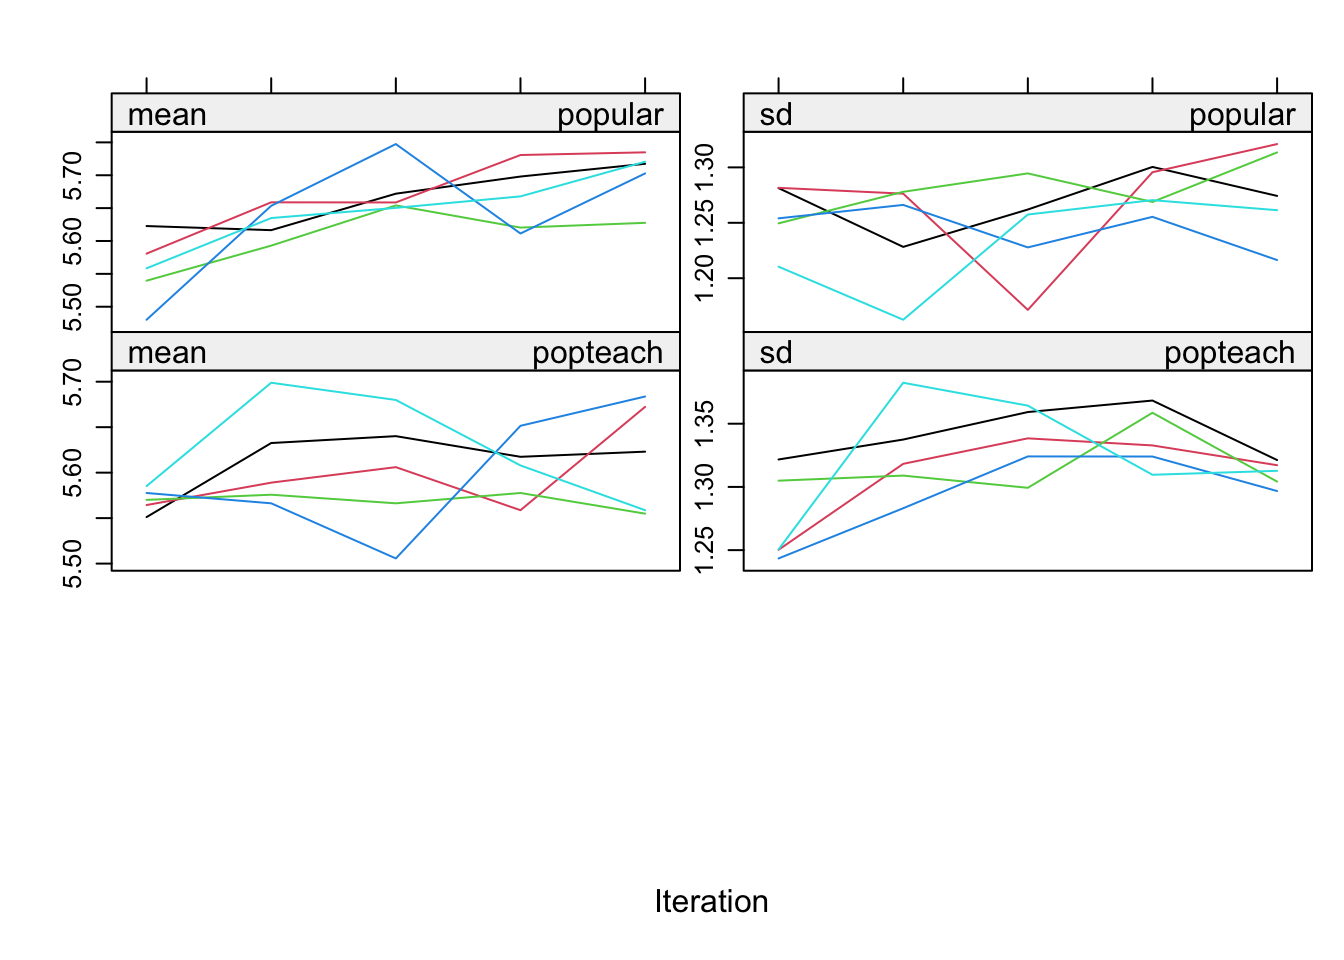 mean popular
5.70
5.60
5.50
sd popular
1.30
1.25
1.20
mean popteach
5.70
5.60
5.50
sd popteach
1.35
1.30
1.25
Iteration